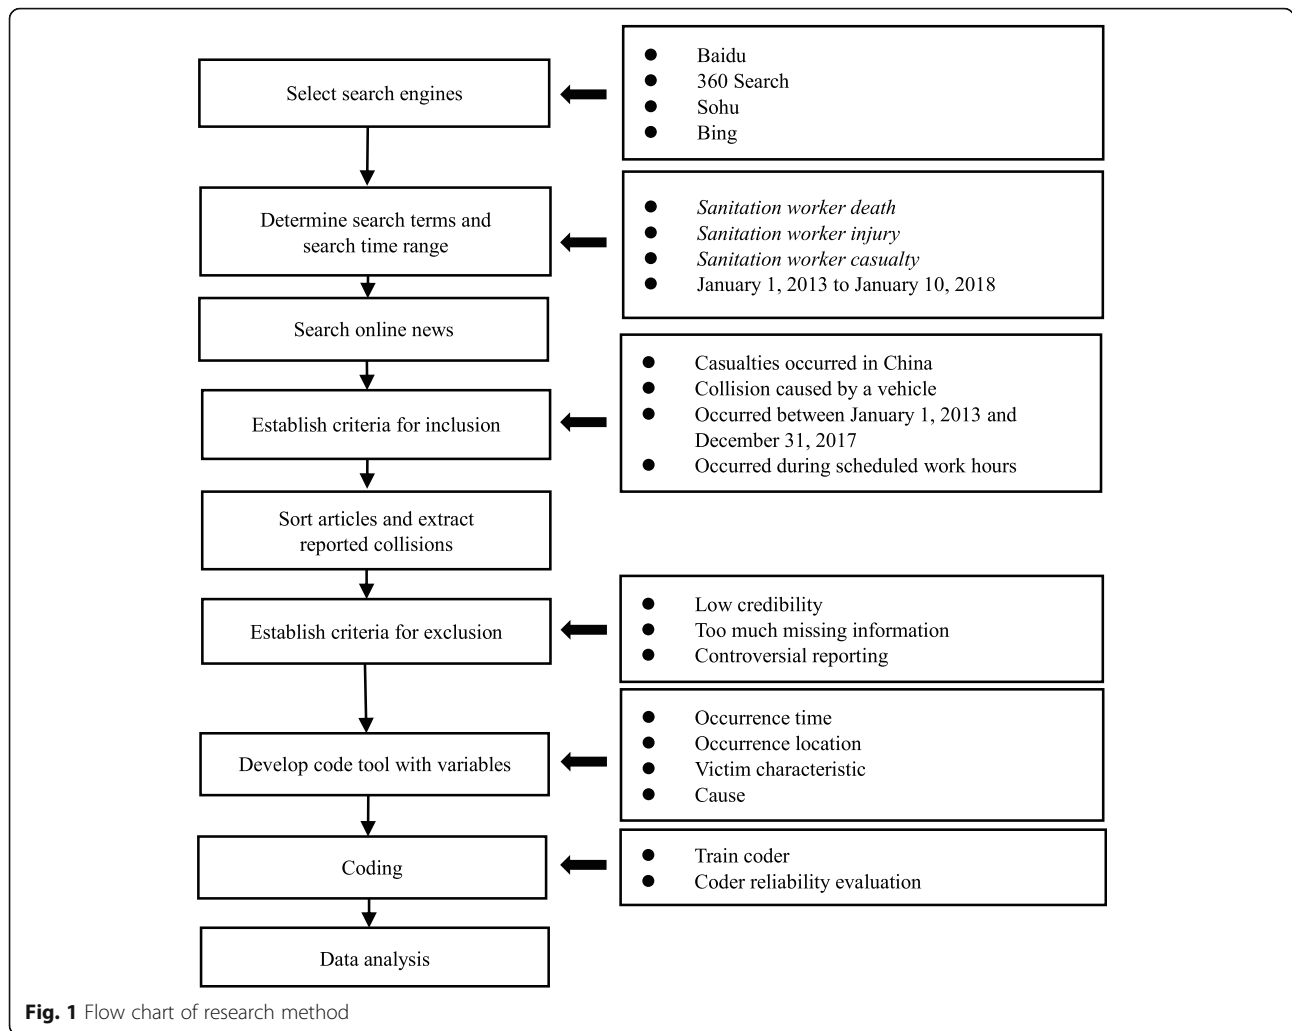 Select search engines
● Baidu
● 360 Search
● Sohu
● Bing
Determine search terms and
search time range
● Sanitation worker death
● Sanitation worker injury
● Sanitation worker casualty
● January 1, 2013 to January 10, 2018
Search online news
Establish criteria for inclusion
● Casualties occurred in China
● Collision caused by a vehicle
● Occurred between January 1, 2013 and
December 31, 2017
● Occurred during scheduled work hours
Sort articles and extract
reported collisions
Establish criteria for exclusion
● Low credibility
● Too much missing information
● Controversial reporting
Develop code tool with variables
● Occurrence time
● Occurrence location
● Victim characteristic
● Cause
Coding
● Train coder
● Coder reliability evaluation
Data analysis
Fig. 1 Flow chart of research method